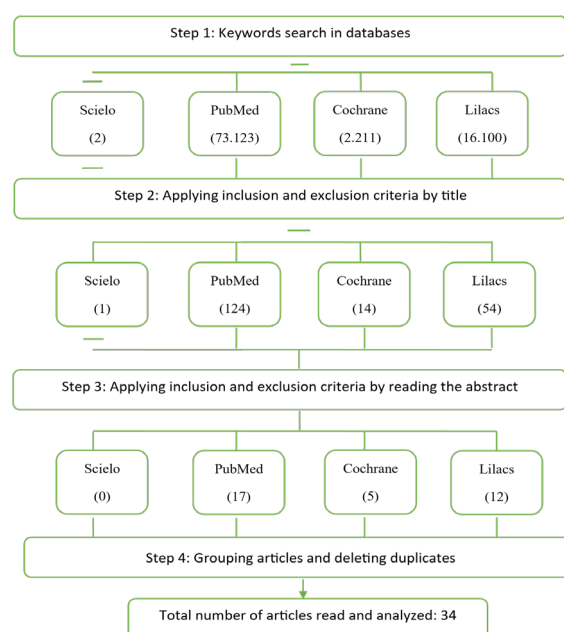 Step 1: Keywords search in databases
Scielo
(2)
PubMed
(73.123)
Cochrane
(2.211)
Lilacs
(16.100)
Step 2: Applying inclusion and exclusion criteria by title
Scielo
(1)
PubMed
(124)
Cochrane
(14)
Lilacs
(54)
Step 3: Applying inclusion and exclusion criteria by reading the abstract
Scielo
(0)
PubMed
(17)
Cochrane
(5)
Lilacs
(12)
Step 4: Grouping articles and deleting duplicates
Total number of articles read and analyzed: 34